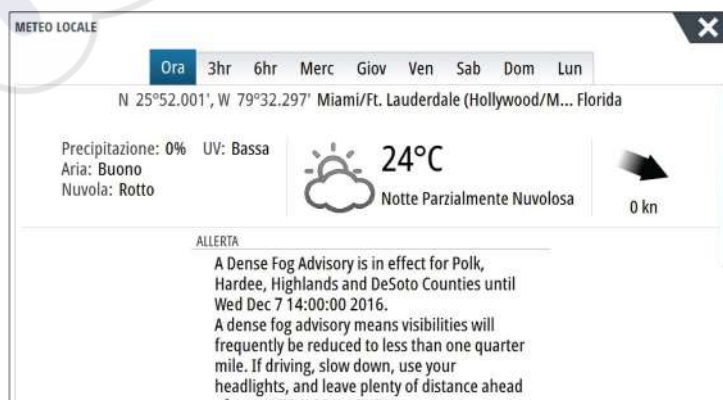 METEO LOCALE
Ora 3hr 6hr Merc Giov Ven Sab Dom Lun
N 25°52.001', W 79°32.297' Miami/Ft. Lauderdale (Hollywood/M... Florida
Precipitazione: 0% UV: Bassa
Aria: Buono
Nuvola: Rotto
24°C
Notte Parzialmente Nuvolosa
0 kn
ALLERTA
A Dense Fog Advisory is in effect for Polk,
Hardee, Highlands and DeSoto Counties until
Wed Dec 7 14:00:00 2016.
A dense fog advisory means visibilities will
frequently be reduced to less than one quarter
mile. If driving, slow down, use your
headlights, and leave plenty of distance ahead